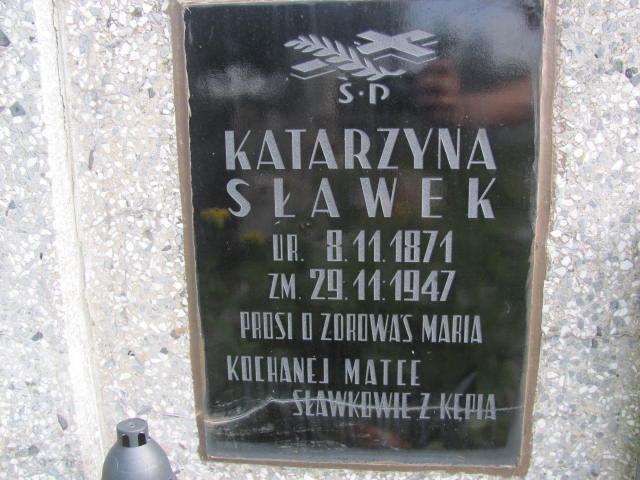 Ś·P
KATARZYNA
SŁAWEK
UR. 8.11.1871
ZM. 29.11.1947
PROSI O ZDROWAŚ MARIA
KOCHANEJ MATCE
SŁAWKOWIE Z KĘPIA